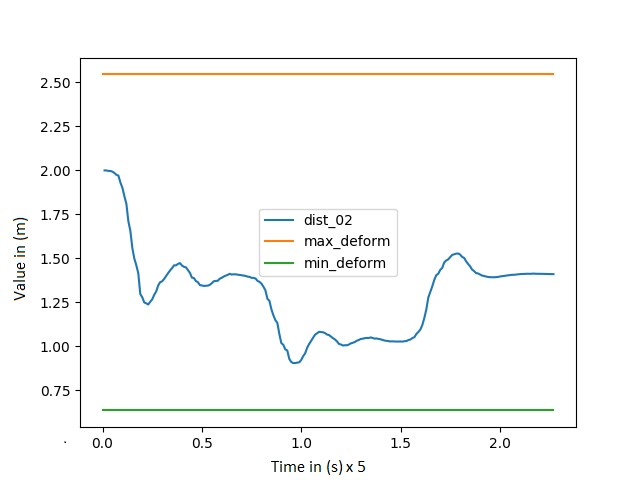 Value in (m)
2.50
2.25
2.00
1.75
1.50
1.25
1.00
0.75
dist_02
max_deform
min_deform
0.0 0.5 1.0 1.5 2.0
Time in (s) x 5